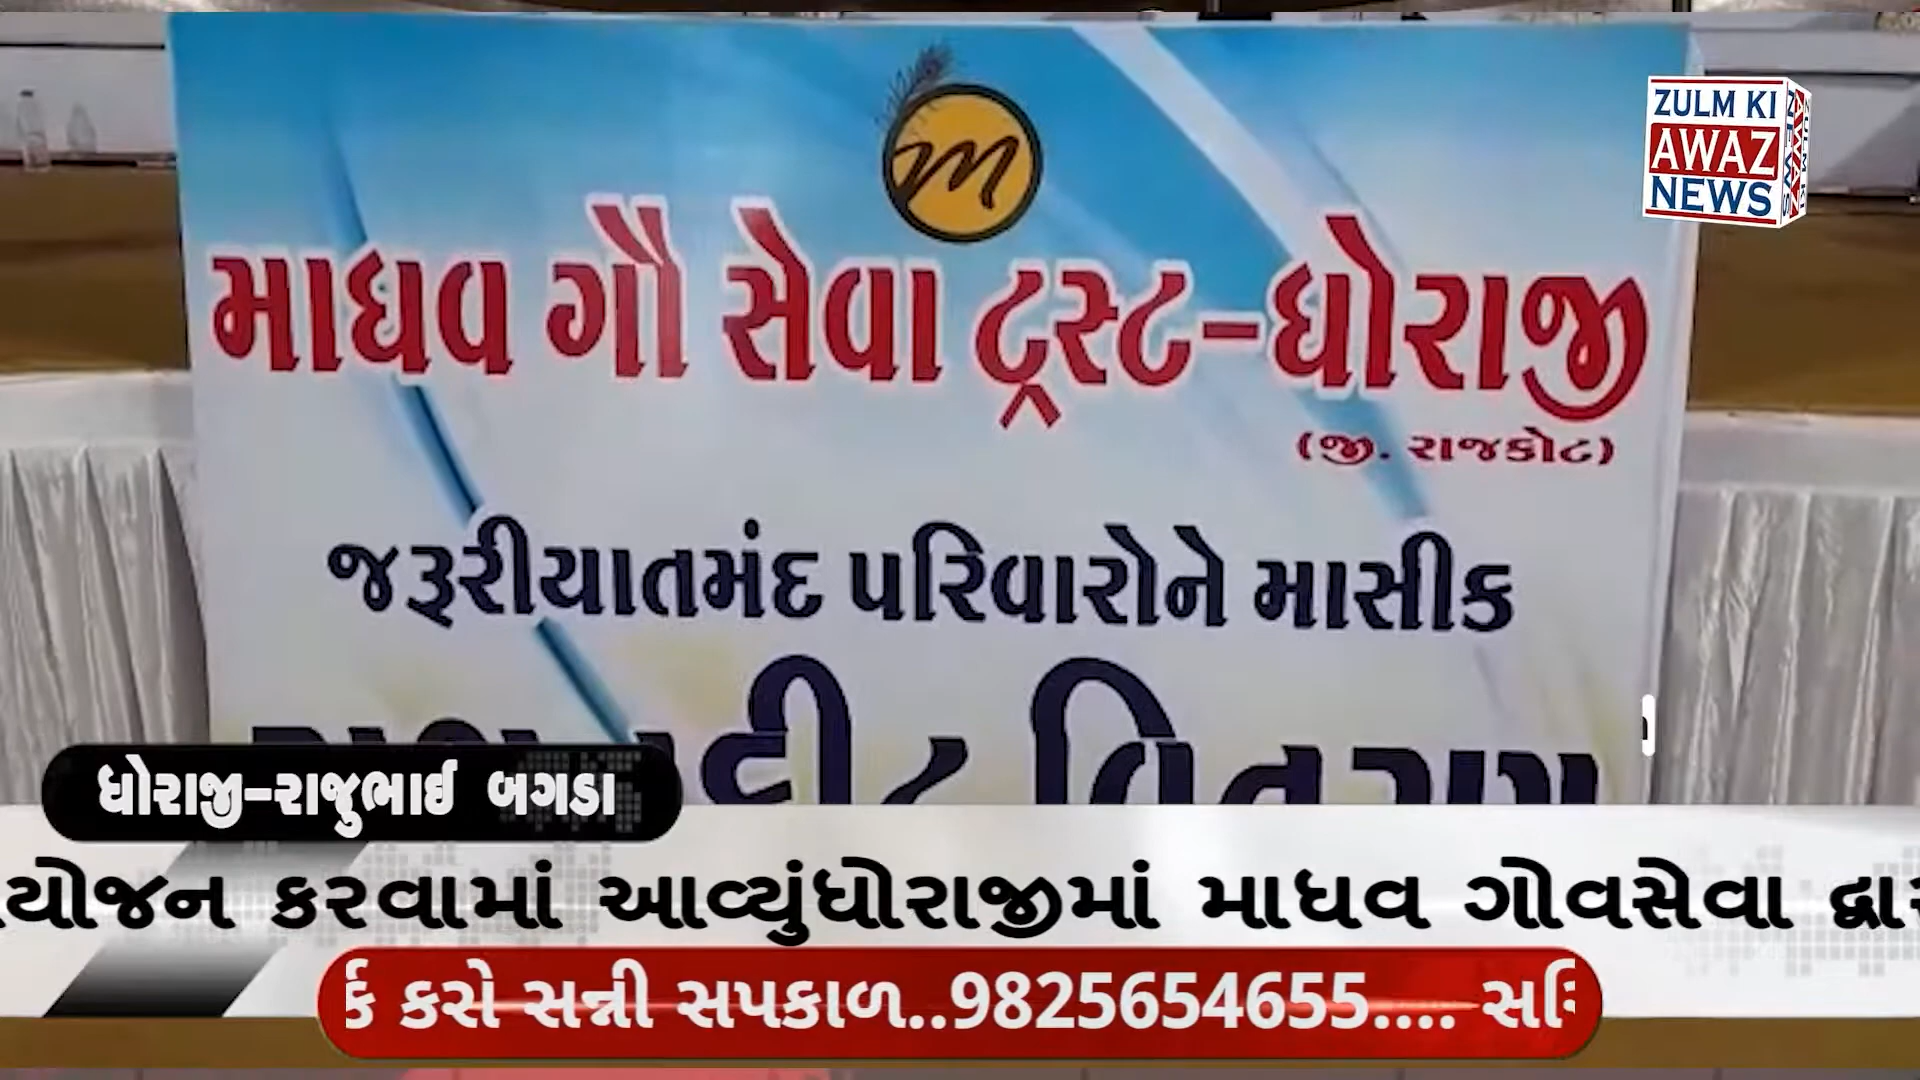 ZULM KI
AWAZ
NEWS
માધવ ગૌ સેવા ટ્રસ્ટ-ધોરાજી
(જી. રાજકોટ)
જરૂરીયાતમંદ પરિવારોને માસીક
વિતરણ
ધોરાજી-રાજુભાઈ બગડા
યોજન કરવામાં આવ્યુંધોરાજીમાં માધવ ગોવસેવા
કરો સન્ની સપકાળ..9825654655....